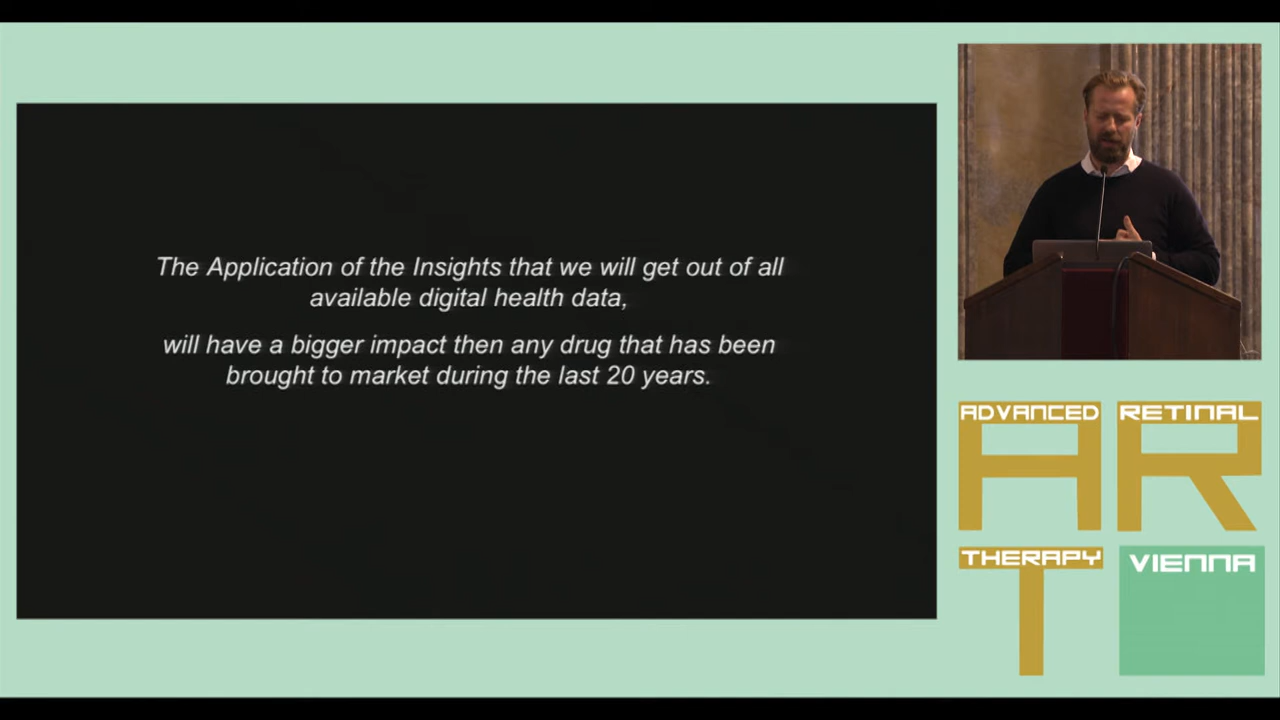 The Application of the Insights that we will get out of all
available digital health data,
will have a bigger impact then any drug that has been
brought to market during the last 20 years.
ADVANCED
RETINAL
THERAPY
VIENNA